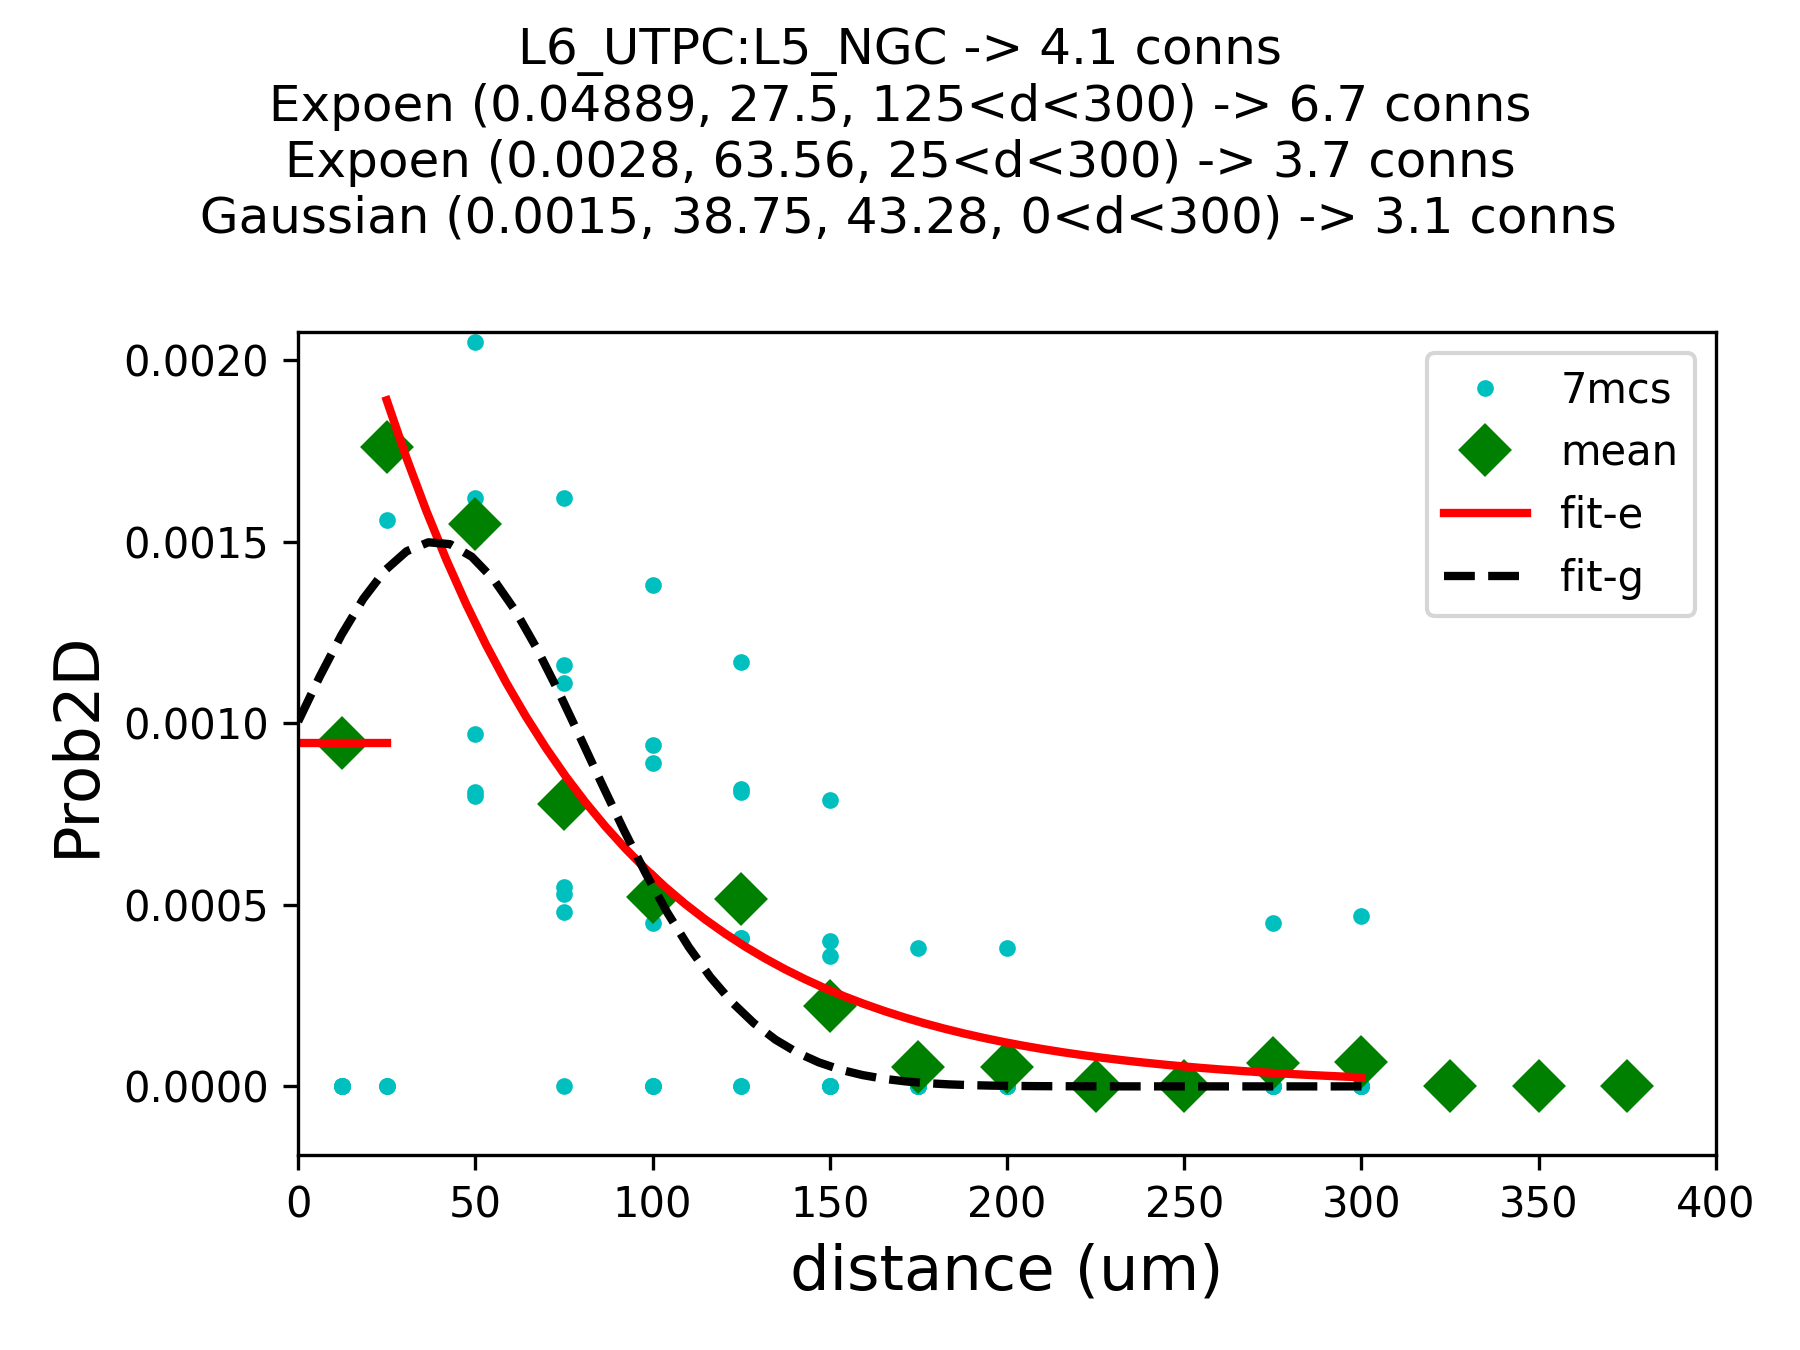 L6_UTPC:L5_NGC -> 4.1 conns
Expoen (0.04889, 27.5, 125<d<300) -> 6.7 conns
Expoen (0.0028, 63.56, 25<d<300) -> 3.7 conns
Gaussian (0.0015, 38.75, 43.28, 0<d<300) -> 3.1 conns
0.0020
0.0015
0.0010
0.0005
0.0000
Prob2D
7mcs
mean
fit-e
fit-g
0 50 100 150 200 250 300 350 400
distance (um)